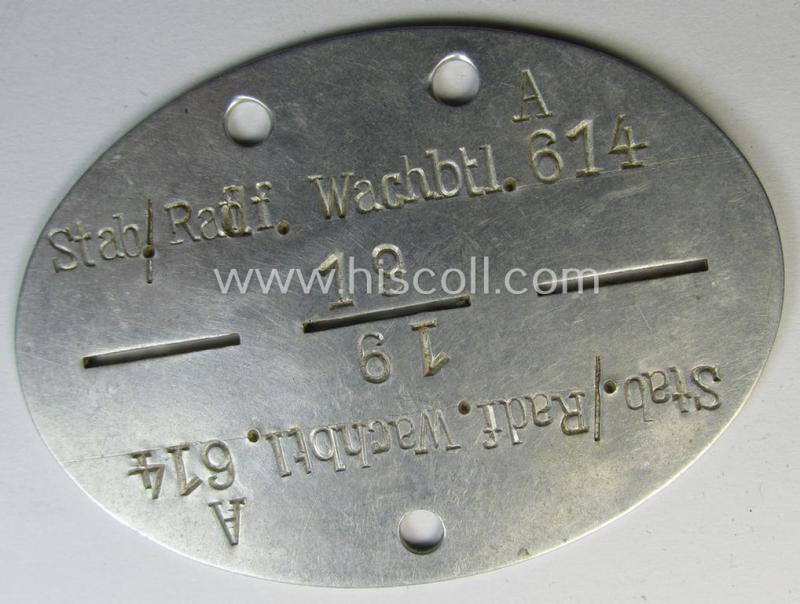 A
Stab./Radf. Wachbtl. 614
19
www.hiscoll.com
19
Stab./Radf. Wachbtl. 614
A